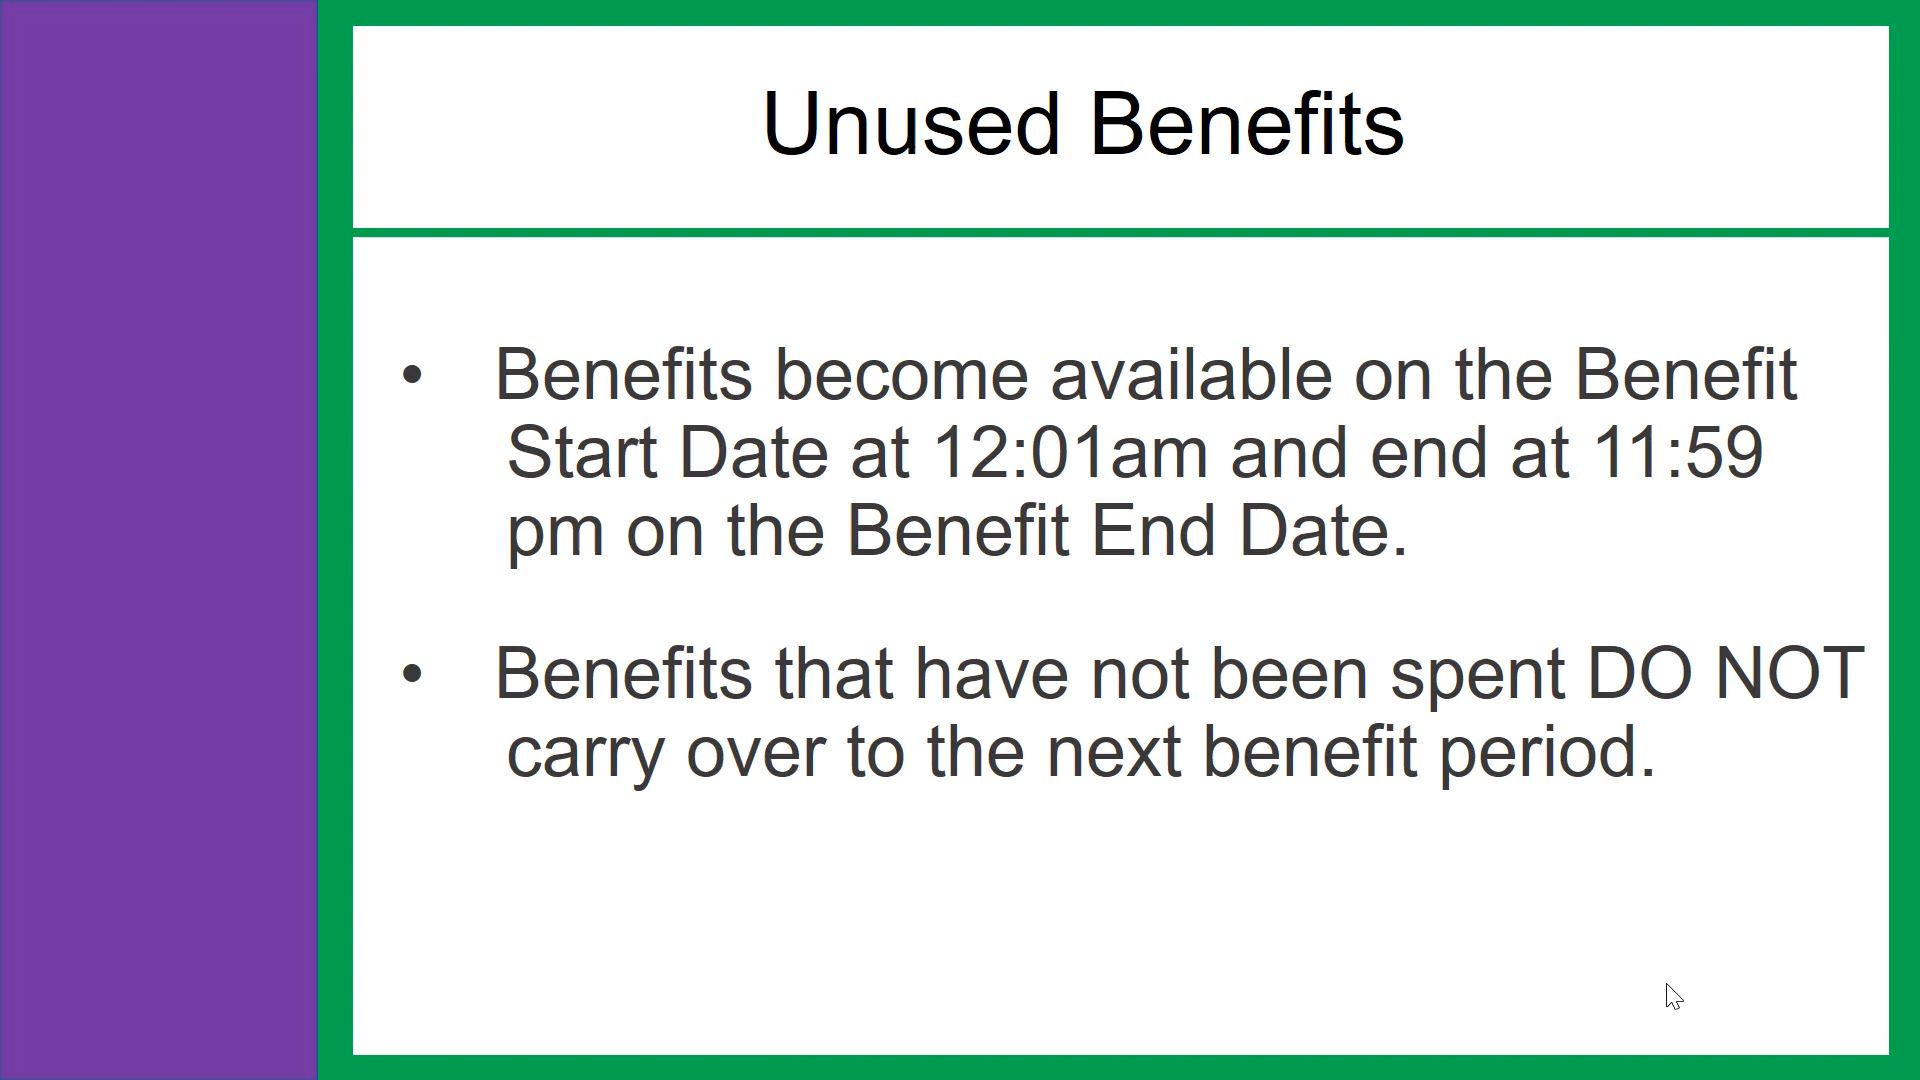 Unused Benefits
• Benefits become available on the Benefit
Start Date at 12:01am and end at 11:59
pm on the Benefit End Date.
• Benefits that have not been spent DO NOT
carry over to the next benefit period.